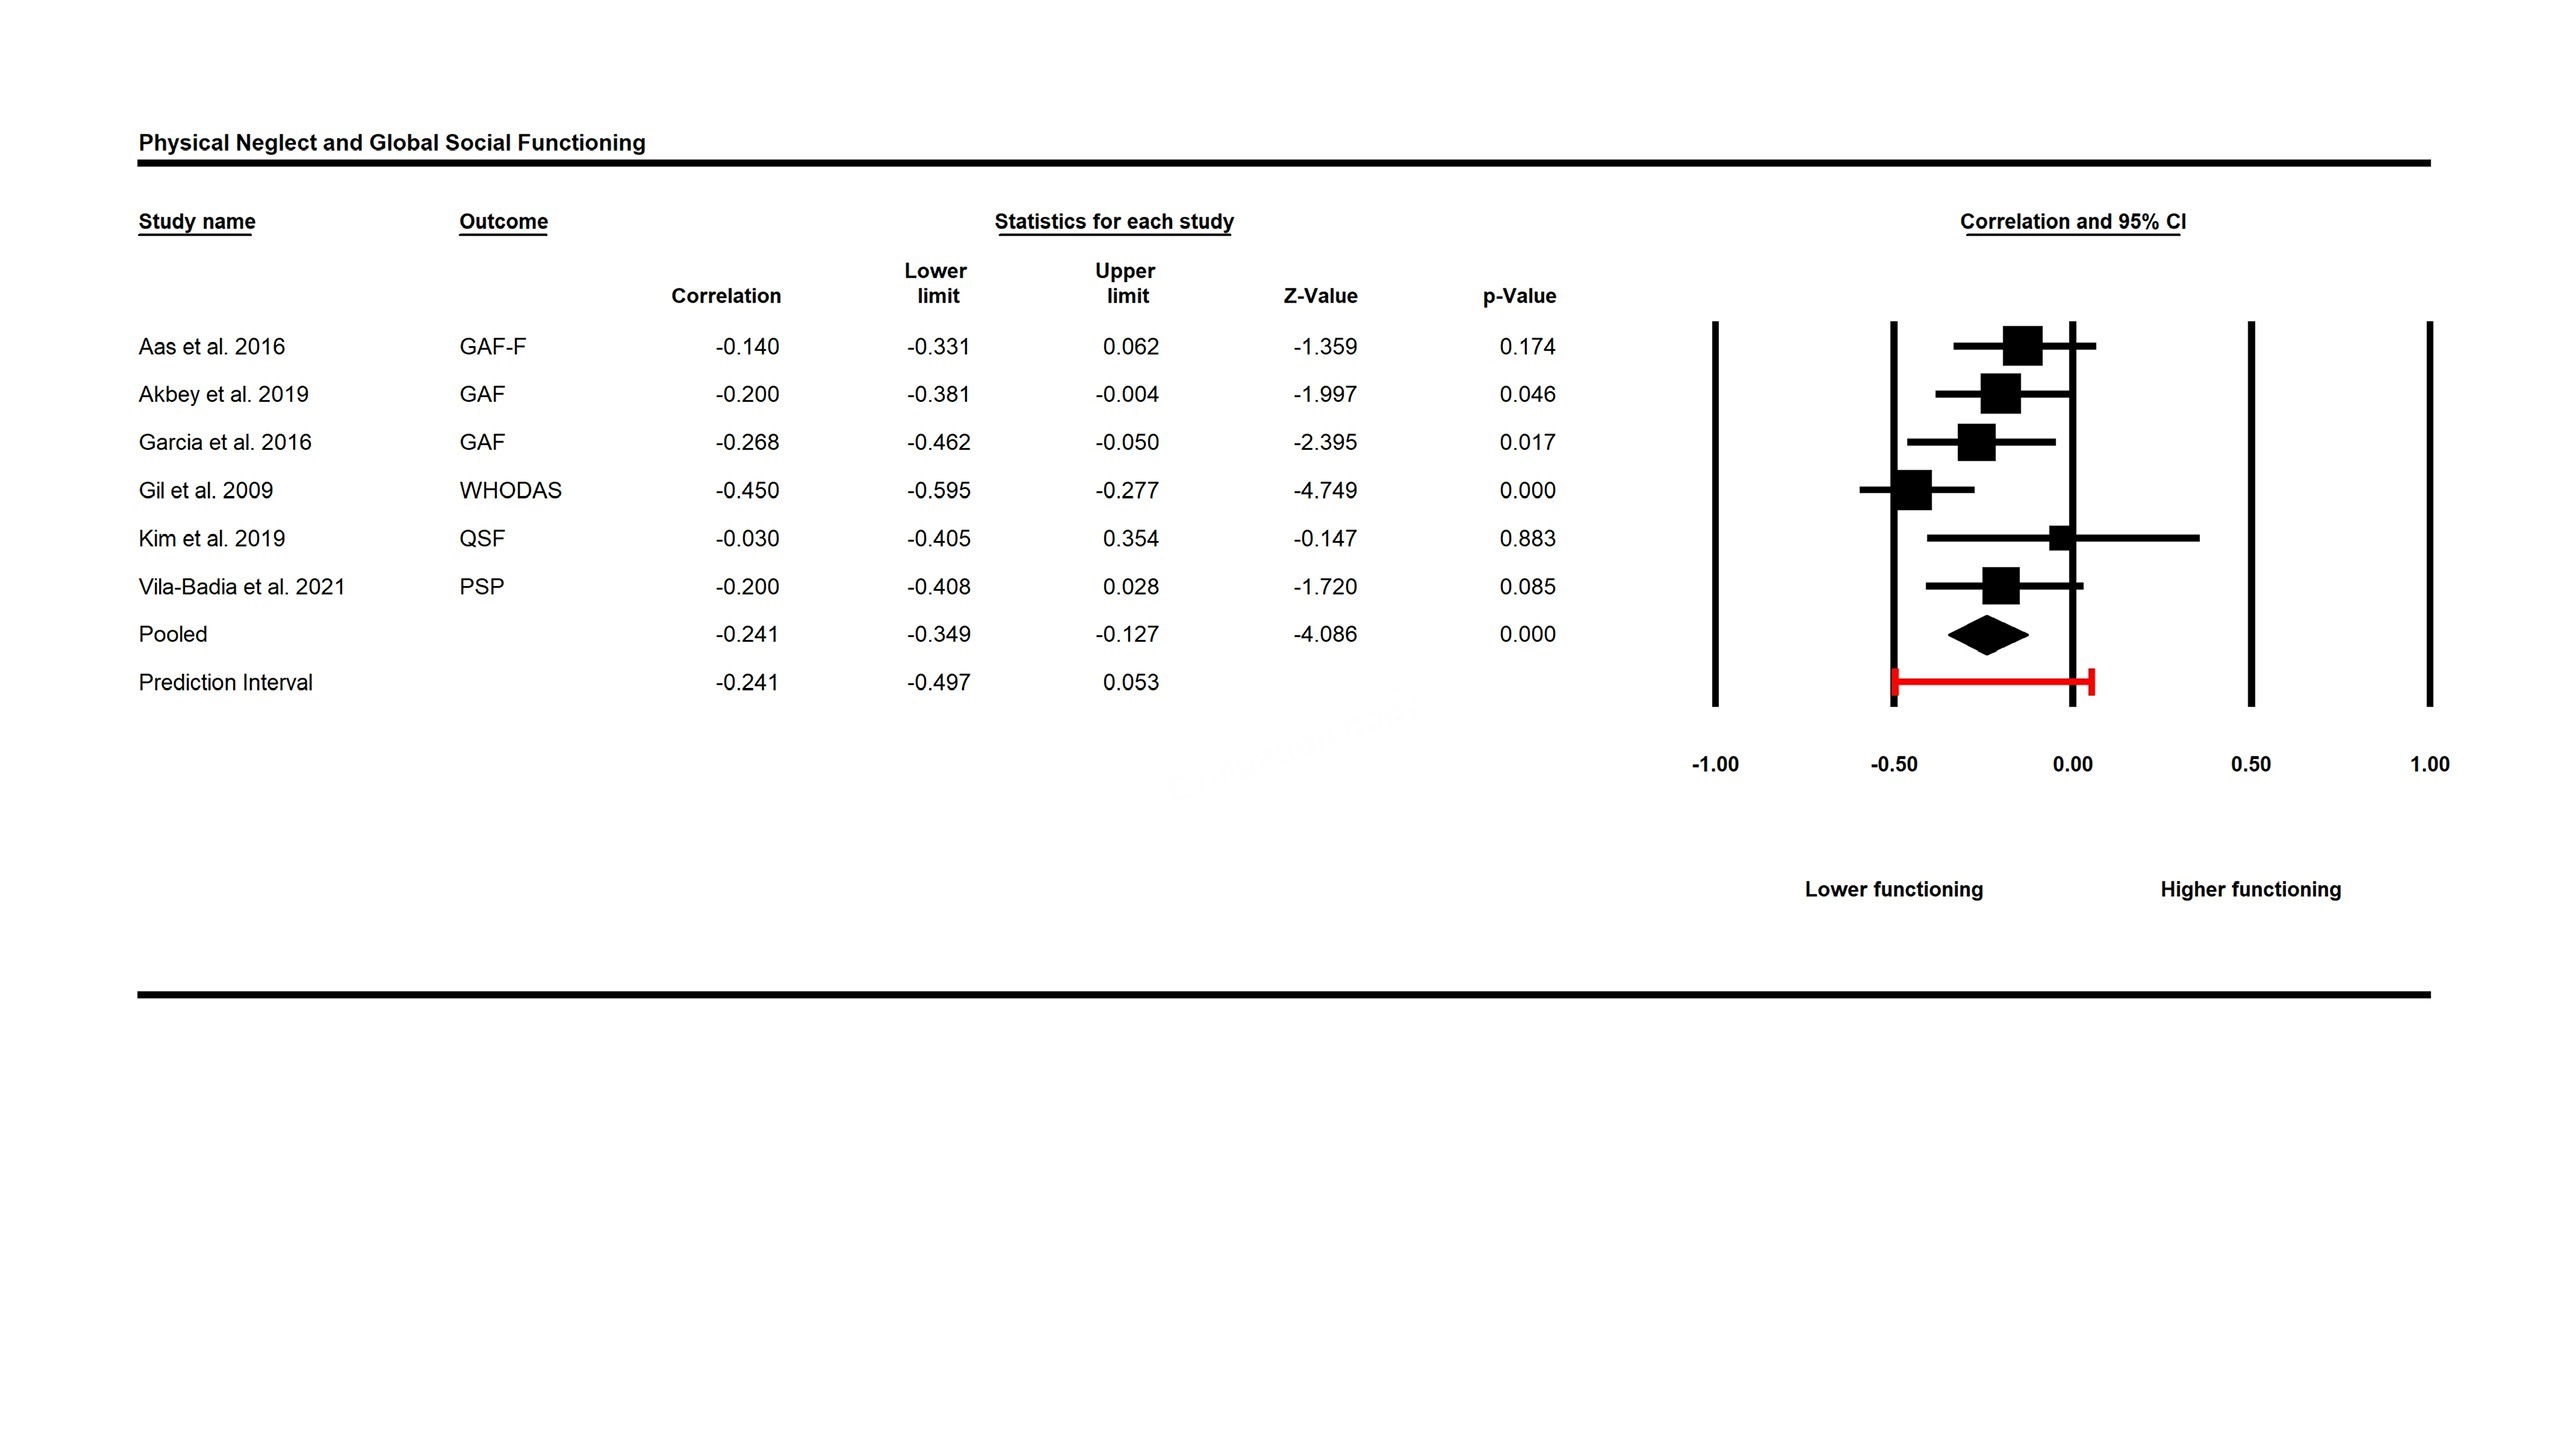 Physical Neglect and Global Social Functioning
Study name Outcome Statistics for each study Correlation and 95% CI
Correlation Lower limit Upper limit Z-Value p-Value
Aas et al. 2016 GAF-F -0.140 -0.331 0.062 -1.359 0.174
Akbey et al. 2019 GAF -0.200 -0.381 -0.004 -1.997 0.046
Garcia et al. 2016 GAF -0.268 -0.462 -0.050 -2.395 0.017
Gil et al. 2009 WHODAS -0.450 -0.595 -0.277 -4.749 0.000
Kim et al. 2019 QSF -0.030 -0.405 0.354 -0.147 0.883
Vila-Badia et al. 2021 PSP -0.200 -0.408 0.028 -1.720 0.085
Pooled -0.241 -0.349 -0.127 -4.086 0.000
Prediction Interval -0.241 -0.497 0.053
-1.00 -0.50 0.00 0.50 1.00
Lower functioning Higher functioning